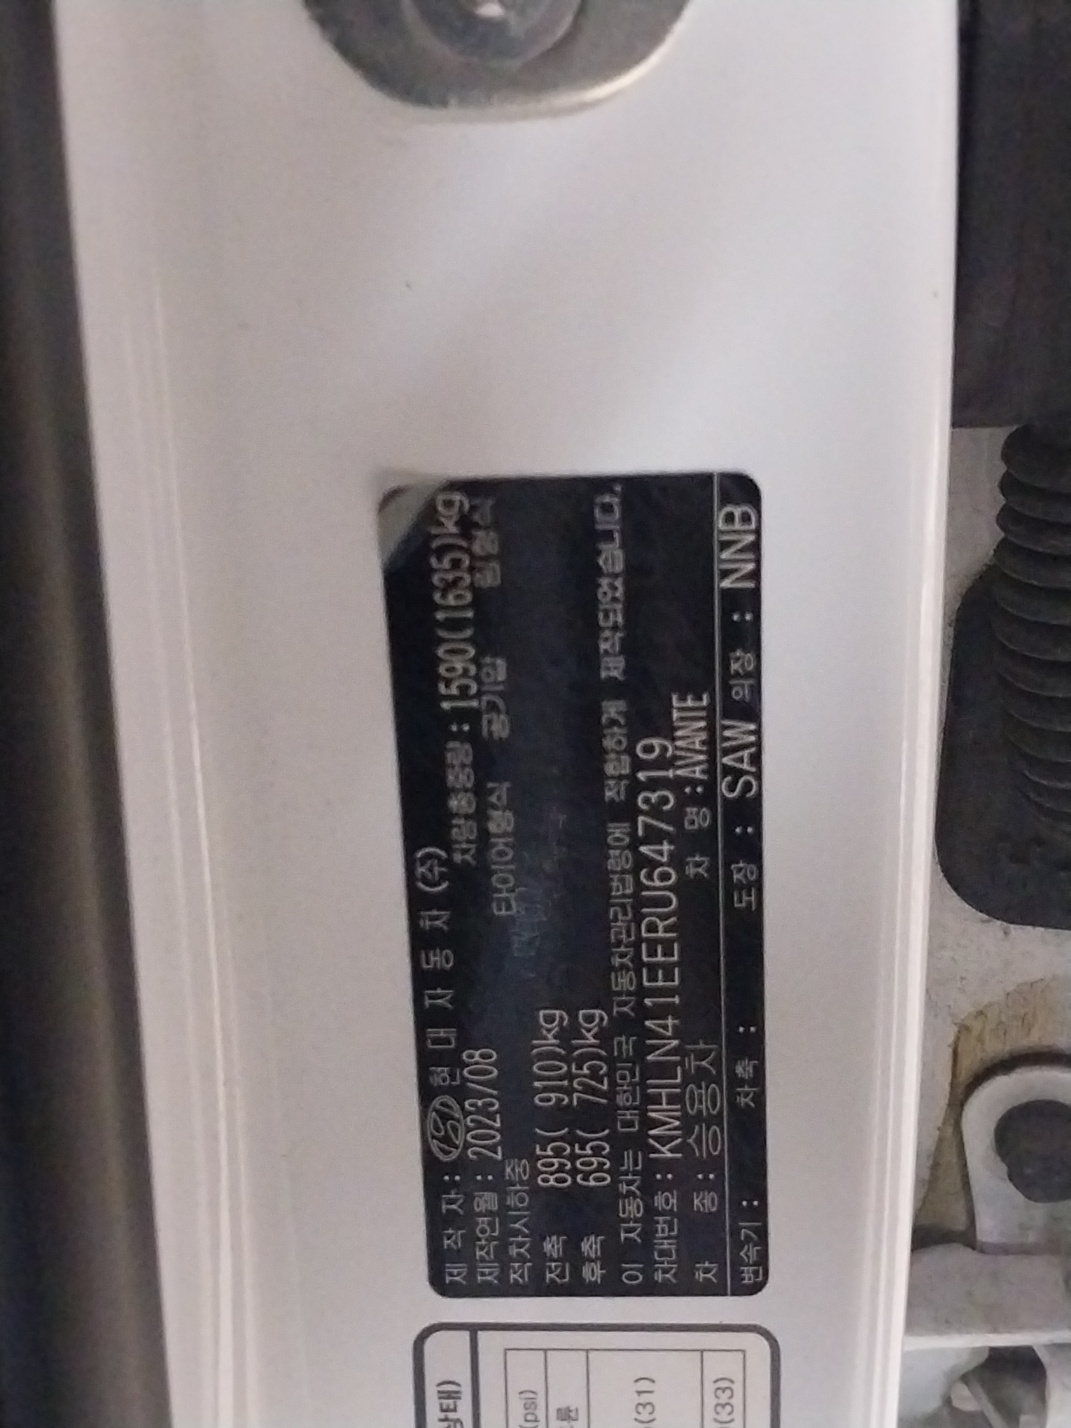 제 작 자 : 현 대 자 동 차 (주)
제작연월 : 2023/08 차량총중량 : 1590(1635)kg
적차시하중 타이어형식 공기압 휠형식
전축 895( 910)kg
후축 695( 725)kg
이 자동차는 대한민국 자동차관리법령에 적합하게 제작되었습니다.
차대번호 : KMHLN41EERU647319
차 종 : 승용차 차 명 : AVANTE
변속기 : 차축 : 도장 : SAW 의장 : NNB
상태)
(psi)
륜
(31)
(33)